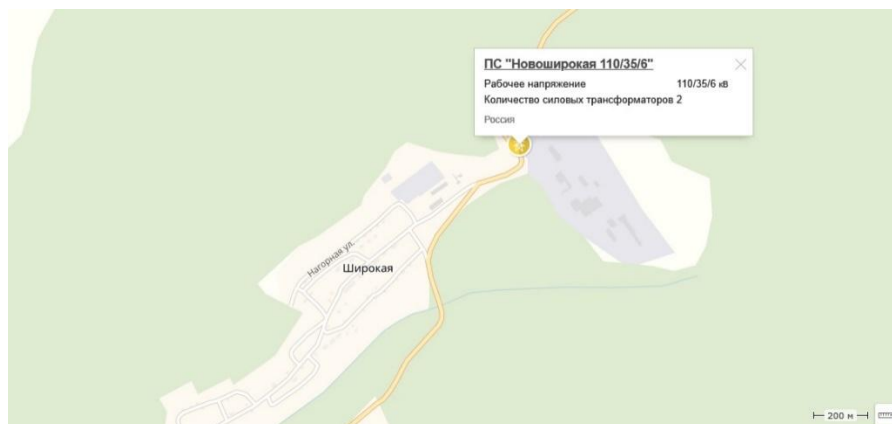 ПС "Новоширокая 110/35/6"
Рабочее напряжение 110/35/6 кВ
Количество силовых трансформаторов 2
Россия
Нагорная ул.
Широкая
200 м